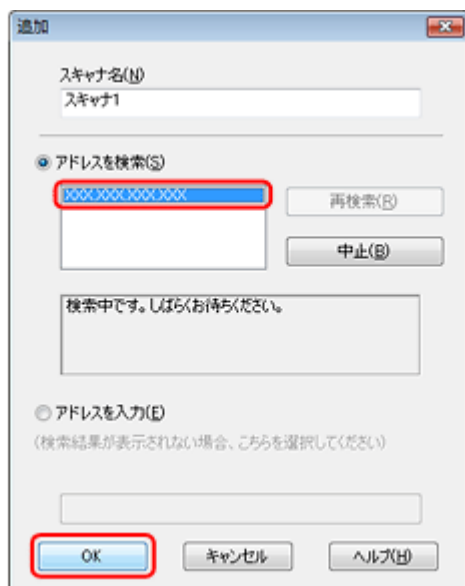 追加
スキャナ名(N)
スキャナ1
アドレスを検索(S)
XXX.XXX.XXX.XXX
再検索(R)
中止(B)
検索中です。しばらくお待ちください。
アドレスを入力(E)
(検索結果が表示されない場合、こちらを選択してください)
OK
キャンセル
ヘルプ(H)